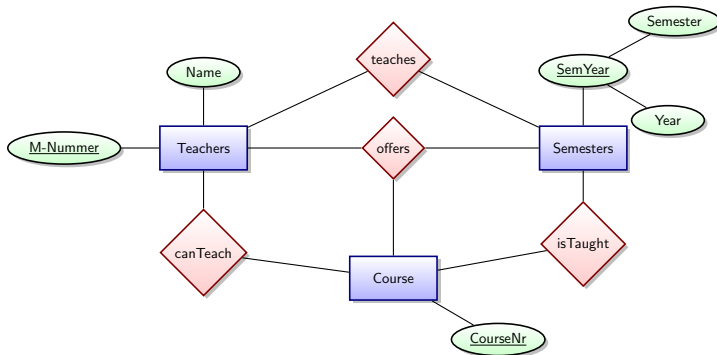 Semester
teaches
Name
SemYear
Year
M-Nummer
Teachers
offers
Semesters
canTeach
isTaught
Course
CourseNr